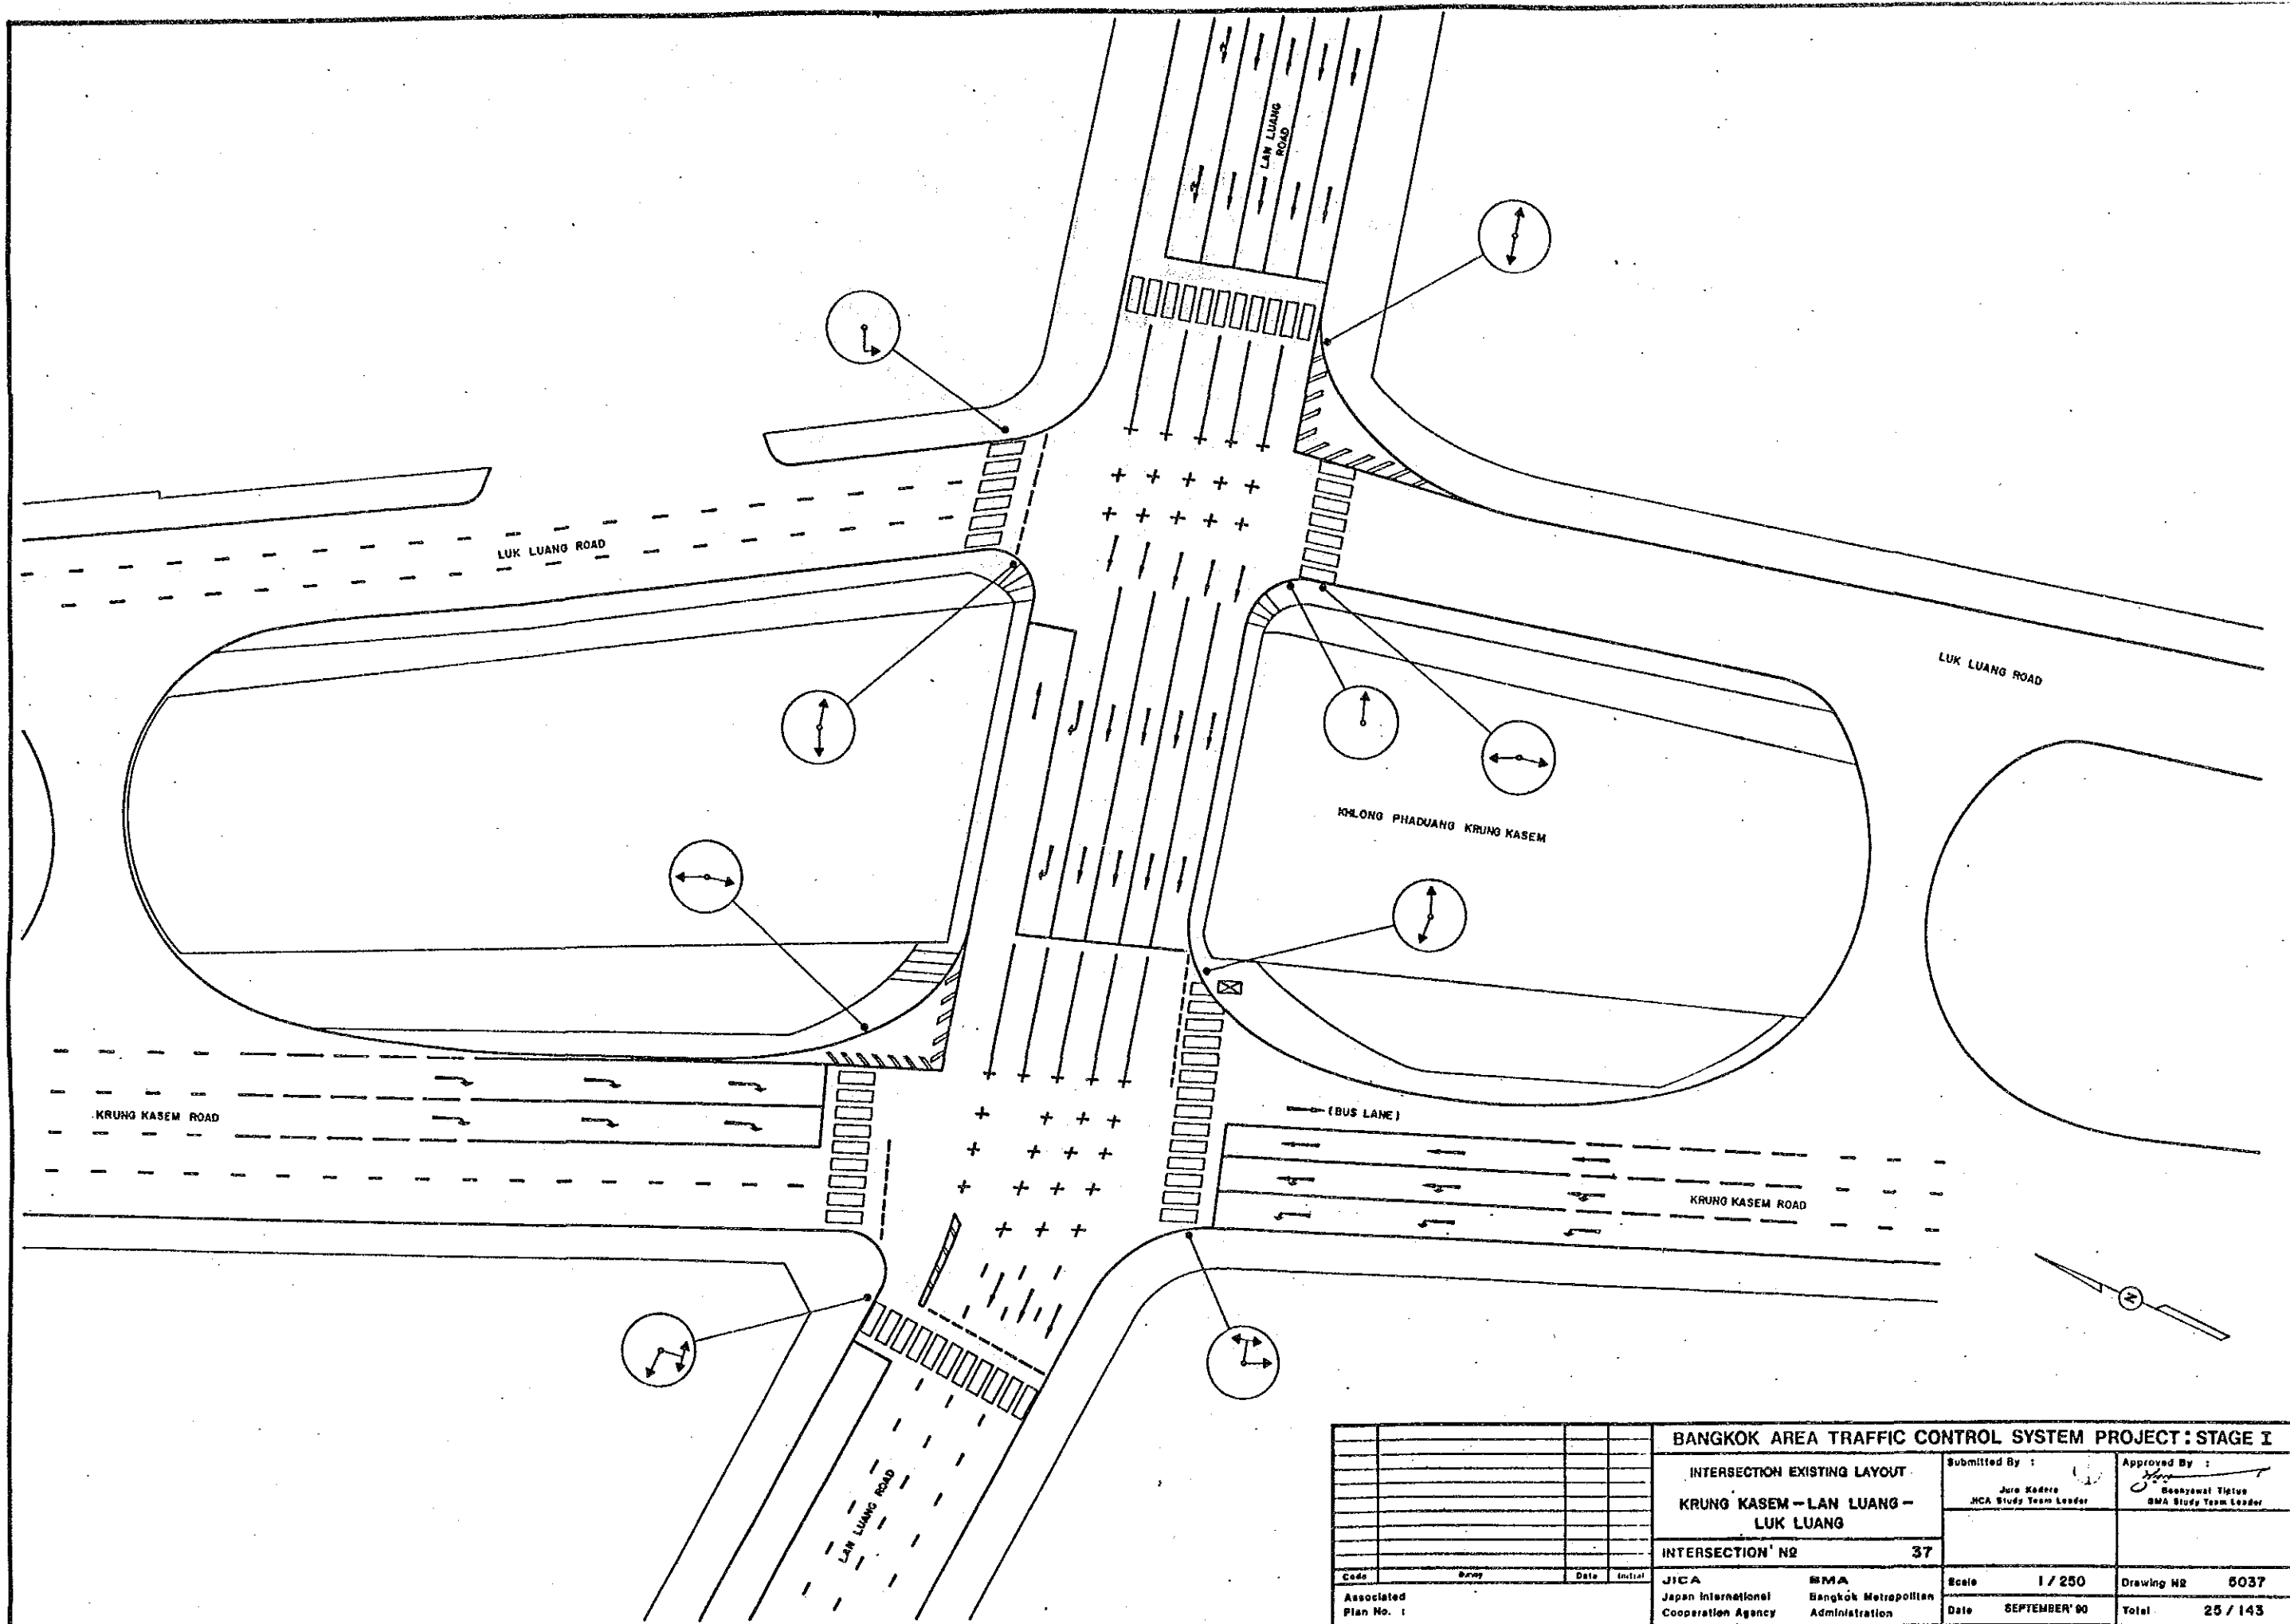 LAN LUANG
ROAD
LUK LUANG ROAD
LUK LUANG ROAD
KHLONG PHADUANG KRUNG KASEM
(BUS LANE)
KRUNG KASEM ROAD
KRUNG KASEM ROAD
N
LAN LUANG ROAD
BANGKOK AREA TRAFFIC CONTROL SYSTEM PROJECT : STAGE I
INTERSECTION EXISTING LAYOUT
KRUNG KASEM — LAN LUANG —
LUK LUANG
Submitted By :
JICA Study Team Leader
Approved By :
BMA Study Team Leader
INTERSECTION Nº 37
Code Date Initial
Associated
Plan No. :
JICA
Japan International
Cooperation Agency
BMA
Bangkok Metropolitan
Administration
Scale 1 / 250
Drawing Nº 5037
Date SEPTEMBER' 90
Total 25 / 143